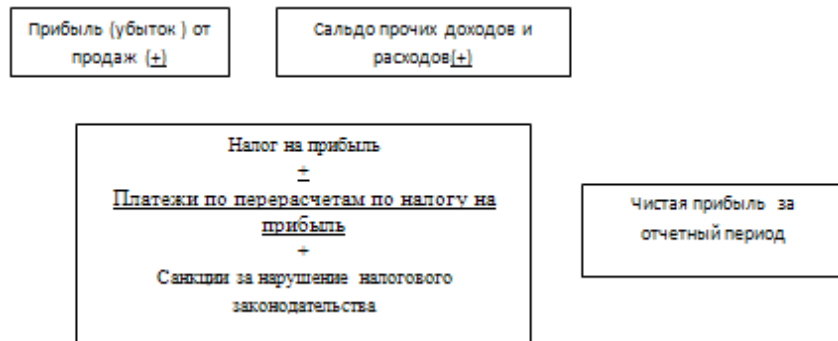 Прибыль (убыток ) от
продаж (+)
Сальдо прочих доходов и
расходов(+)
Налог на прибыль
+
Платежи по перерасчетам по налогу на
прибыль
+
Санкции за нарушение налогового
законодательства
Чистая прибыль за
отчетный период